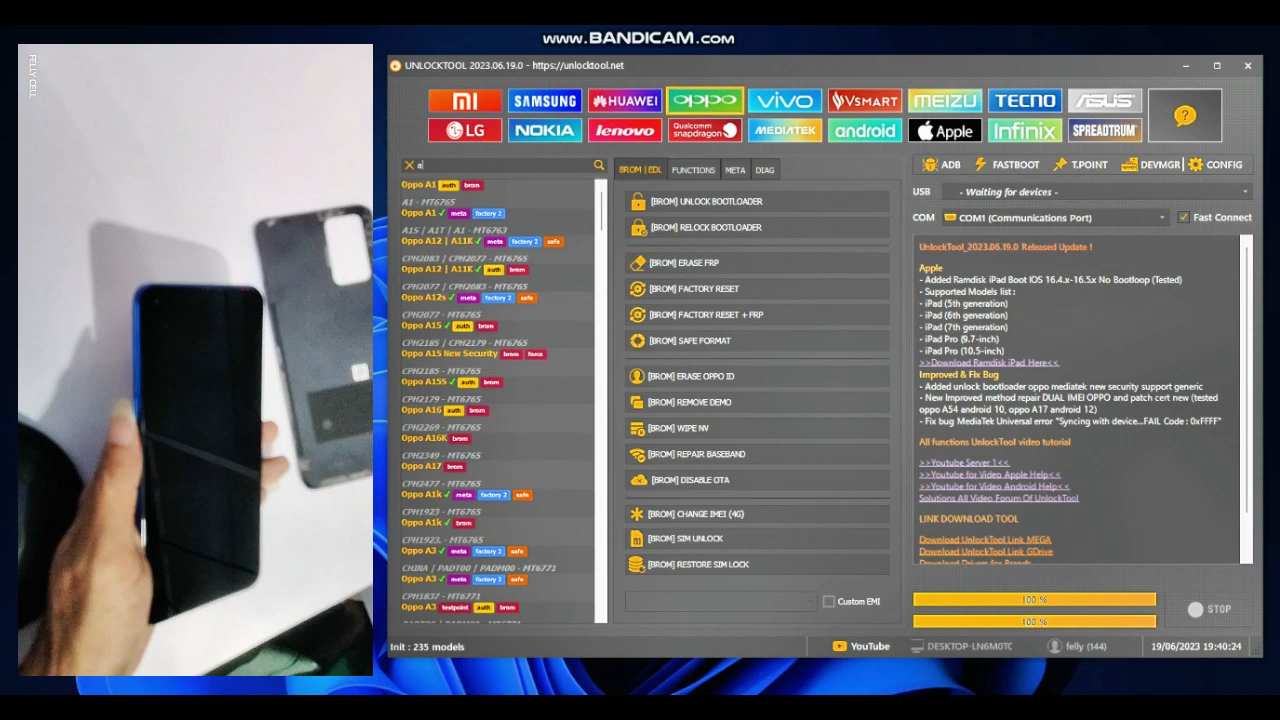 www.BANDICAM.com
FELLY CELL
UNLOCKTOOL 2023.06.19.0 - https://unlocktool.net
mi
SAMSUNG
HUAWEI
oppo
vivo
VSMART
MEIZU
TECNO
ASUS
LG
NOKIA
lenovo
Qualcomm snapdragon
MEDIATEK
android
Apple
Infinix
SPREADTRUM
?
a
Oppo A1 auth brom
A1 - MT6765
Oppo A1 ✓ meta factory 2
A1S / A1T / A1 - MT6763
Oppo A12 | A11K ✓ meta factory 2 safe
CPH2083 / CPH2077 - MT6765
Oppo A12 | A11K ✓ auth brom
CPH2077 / CPH2083 - MT6765
Oppo A12s ✓ meta factory 2 safe
CPH2077 - MT6765
Oppo A15 ✓ auth brom
CPH2185 / CPH2179 - MT6765
Oppo A15 New Security brom force
CPH2185 - MT6765
Oppo A15S ✓ auth brom
CPH2179 - MT6765
Oppo A16 auth brom
CPH2269 - MT6765
Oppo A16K brom
CPH2349 - MT6765
Oppo A17 brom
CPH2477 - MT6765
Oppo A1k ✓ meta factory 2 safe
CPH1923 - MT6765
Oppo A1k ✓ brom
CPH1923. - MT6765
Oppo A3 ✓ meta factory 2 safe
CHINA / PADT00 / PADM00 - MT6771
Oppo A3 ✓ meta factory 2 safe
CPH1837 - MT6771
Oppo A3 testpoint auth brom
BROM | EDL
FUNCTIONS
META
DIAG
[BROM] UNLOCK BOOTLOADER
[BROM] RELOCK BOOTLOADER
[BROM] ERASE FRP
[BROM] FACTORY RESET
[BROM] FACTORY RESET + FRP
[BROM] SAFE FORMAT
[BROM] ERASE OPPO ID
[BROM] REMOVE DEMO
[BROM] WIPE NV
[BROM] REPAIR BASEBAND
[BROM] DISABLE OTA
[BROM] CHANGE IMEI (4G)
[BROM] SIM UNLOCK
[BROM] RESTORE SIM LOCK
Custom EMI
ADB
FASTBOOT
T.POINT
DEVMGR
CONFIG
USB - Waiting for devices -
COM COM1 (Communications Port) Fast Connect
UnlockTool_2023.06.19.0 Released Update !
Apple
- Added Ramdisk iPad Boot IOS 16.4.x-16.5x No Bootloop (Tested)
- Supported Models list :
- iPad (5th generation)
- iPad (6th generation)
- iPad (7th generation)
- iPad Pro (9.7-inch)
- iPad Pro (10.5-inch)
>>Download Ramdisk iPad Here<<
Improved & Fix Bug
- Added unlock bootloader oppo mediatek new security support generic
- New Improved method repair DUAL IMEI OPPO and patch cert new (tested
oppo A54 android 10, oppo A17 android 12)
- Fix bug MediaTek Universal error "Syncing with device...FAIL Code : 0xFFFF"
All functions UnlockTool video tutorial
>>Youtube Server 1<<
>>Youtube for Video Apple Help<<
>>Youtube for Video Android Help<<
Solutions All Video Forum Of UnlockTool
LINK DOWNLOAD TOOL
Download UnlockTool Link MEGA
Download UnlockTool Link GDrive
Download Drivers for Brands
100 %
100 %
STOP
Init : 235 models
YouTube
DESKTOP-LN6M0TC
felly (144)
19/06/2023 19:40:24